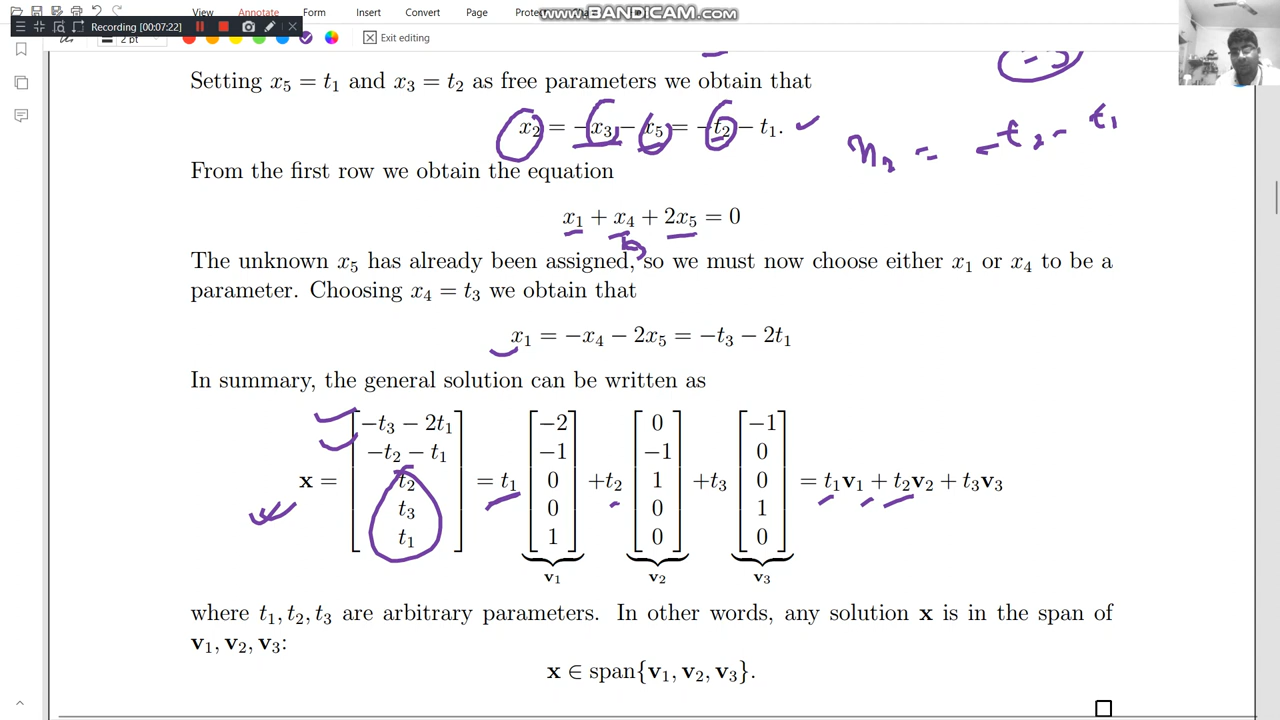 View Form Insert Convert Page Prote
www.BANDICAM.com
Recording [00:07:22]
2 pt Exit editing
Annotate
Setting x₅ = t₁ and x₃ = t₂ as free parameters we obtain that
x₂ = −x₃ − x₅ = −t₂ − t₁.
= −t₂ − t₁
From the first row we obtain the equation
x₁ + x₄ + 2x₅ = 0
t₃
The unknown x₅ has already been assigned, so we must now choose either x₁ or x₄ to be a
parameter. Choosing x₄ = t₃ we obtain that
x₁ = −x₄ − 2x₅ = −t₃ − 2t₁
In summary, the general solution can be written as
x = [−t₃ − 2t₁, −t₂ − t₁, t₂, t₃, t₁] = t₁ [−2, −1, 0, 0, 1] +t₂ [0, −1, 1, 0, 0] +t₃ [−1, 0, 0, 1, 0] = t₁v₁ + t₂v₂ + t₃v₃
v₁ v₂ v₃
where t₁, t₂, t₃ are arbitrary parameters. In other words, any solution x is in the span of
v₁, v₂, v₃:
x ∈ span{v₁, v₂, v₃}.